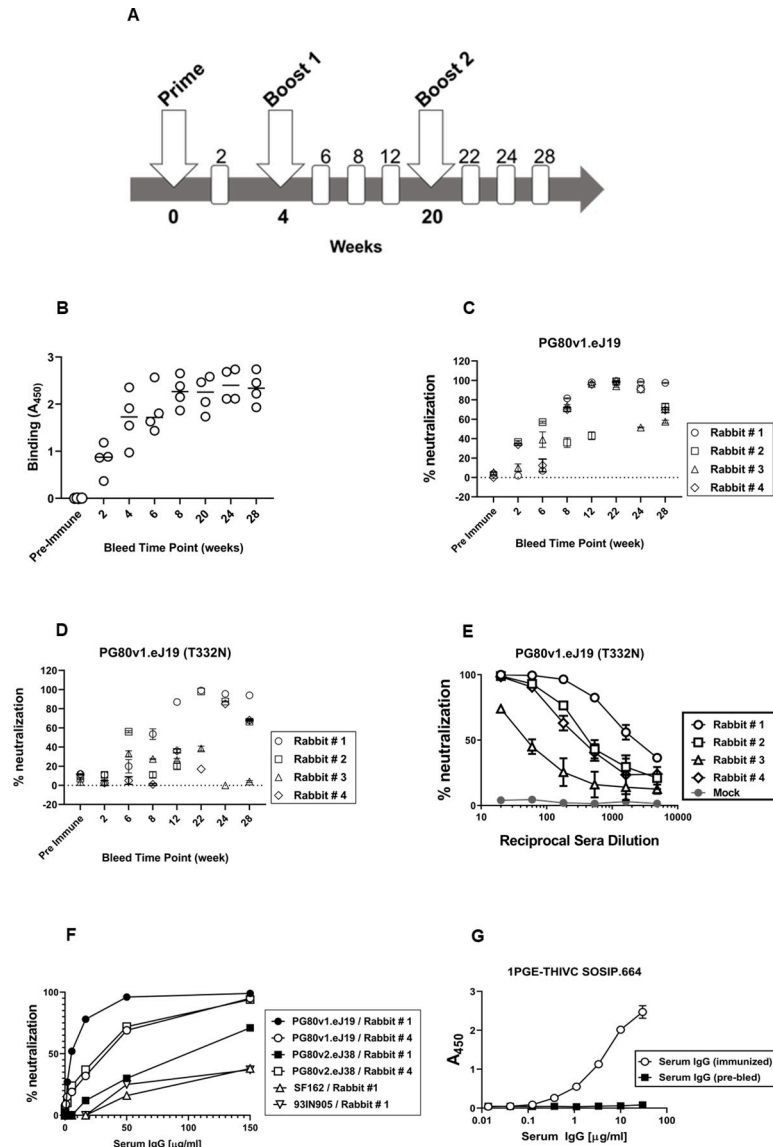 A
Prime
Boost 1
Boost 2
2
6
8
12
22
24
28
0
4
20
Weeks
B
3
2
1
0
Binding (A450)
Pre-Immune
2
4
6
8
20
24
28
Bleed Time Point (weeks)
C
PG80v1.eJ19
120
100
80
60
40
20
0
20
% neutralization
Pre Immune
2
6
8
12
22
24
28
Bleed Time Point (week)
Rabbit # 1
Rabbit # 2
Rabbit # 3
Rabbit # 4
D
PG80v1.eJ19 (T332N)
120
100
80
60
40
20
0
20
% neutralization
Pre Immune
2
6
8
12
22
24
28
Bleed Time Point (week)
Rabbit # 1
Rabbit # 2
Rabbit # 3
Rabbit # 4
E
PG80v1.eJ19 (T332N)
100
50
0
% neutralization
10
100
1000
10000
Reciprocal Sera Dilution
Rabbit # 1
Rabbit # 2
Rabbit # 3
Rabbit # 4
Mock
F
100
75
50
25
0
% neutralization
0
50
100
150
Serum IgG [µg/ml]
PG80v1.eJ19 / Rabbit # 1
PG80v1.eJ19 / Rabbit # 4
PG80v2.eJ38 / Rabbit # 1
PG80v2.eJ38 / Rabbit # 4
SF162 / Rabbit #1
93IN905 / Rabbit # 1
G
1PGE-THIVC SOSIP.664
3
2
1
0
A450
0.01
0.1
1
10
100
Serum IgG [µg/ml]
Serum IgG (immunized)
Serum IgG (pre-bled)